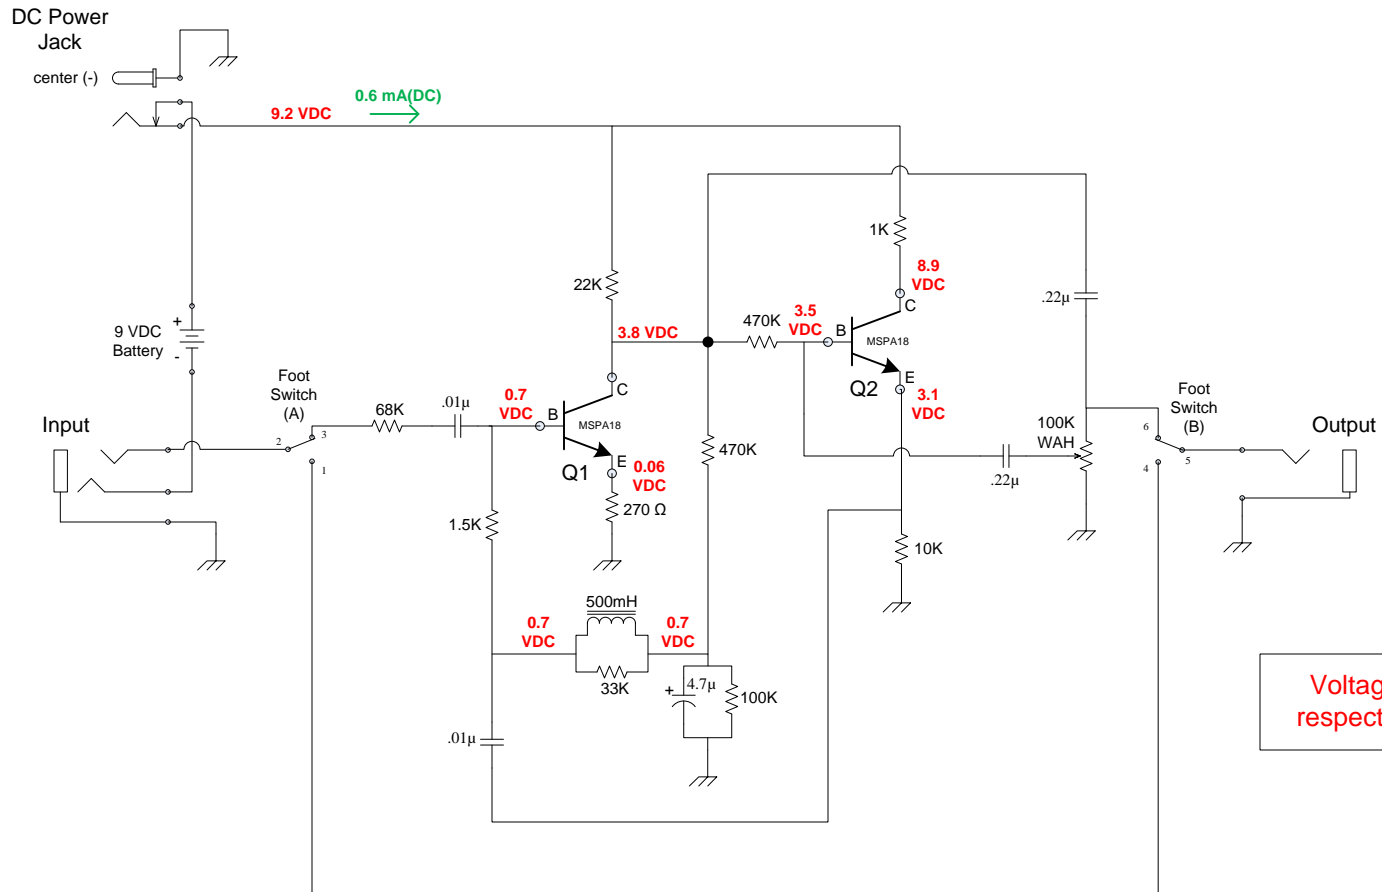 DC Power
Jack
center (-)
0.6 mA(DC)
9.2 VDC
1K
8.9
VDC
C
22K
.22µ
+
9 VDC
Battery
-
3.8 VDC
470K
3.5
VDC
B
MSPA18
E
Q2
3.1
VDC
Foot
Switch
(A)
C
Foot
Switch
(B)
Input
2
3
1
68K
.01µ
0.7
VDC
B
MSPA18
E
Q1
0.06
VDC
270 Ω
470K
.22µ
100K
WAH
6
5
4
Output
1.5K
10K
500mH
0.7
VDC
0.7
VDC
33K
+
4.7µ
100K
.01µ
Voltag
respect